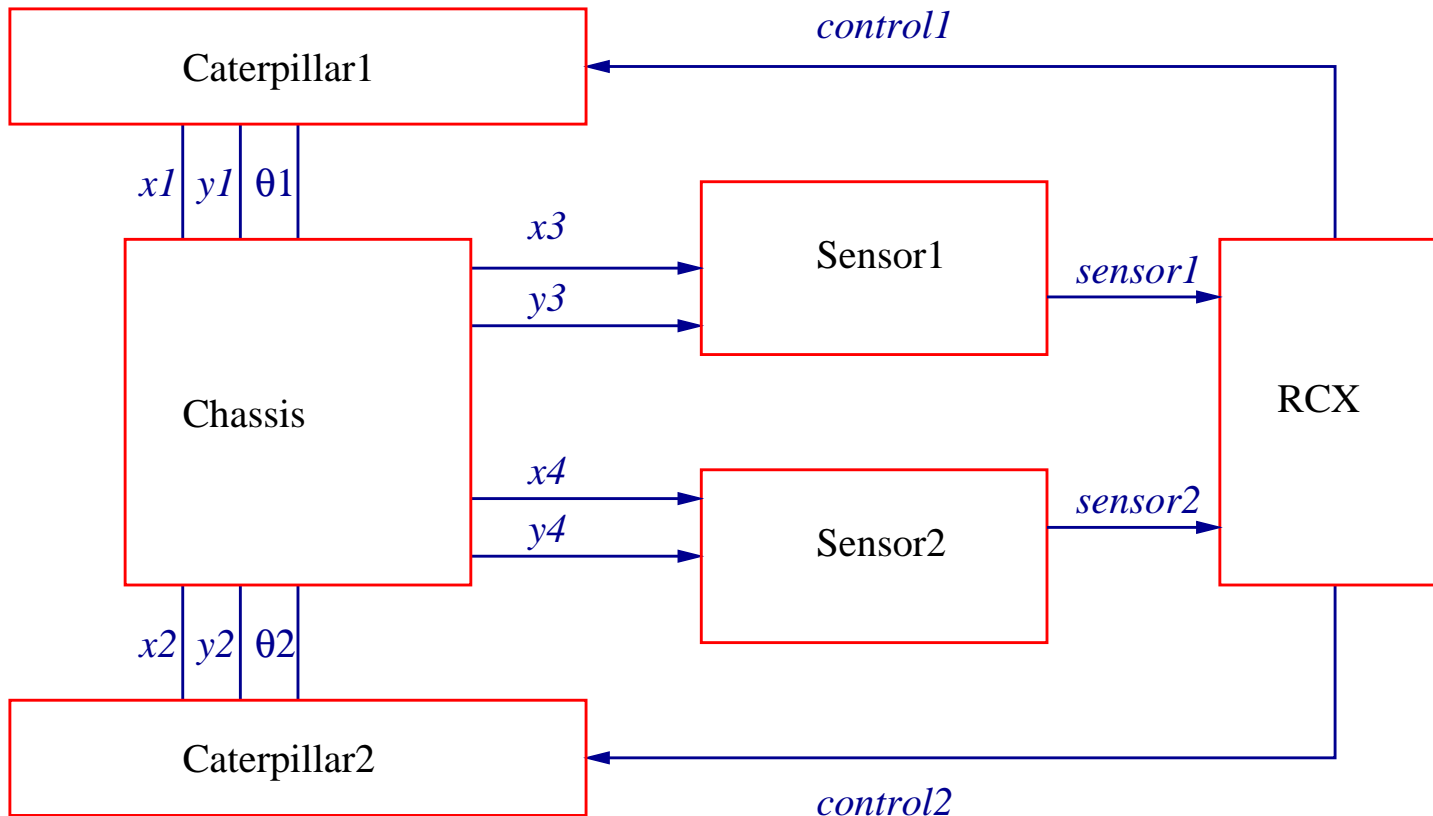 control1
Caterpillar1
x1 y1 θ1
x3
Sensor1
sensor1
y3
RCX
Chassis
x4
sensor2
y4
Sensor2
x2 y2 θ2
Caterpillar2
control2